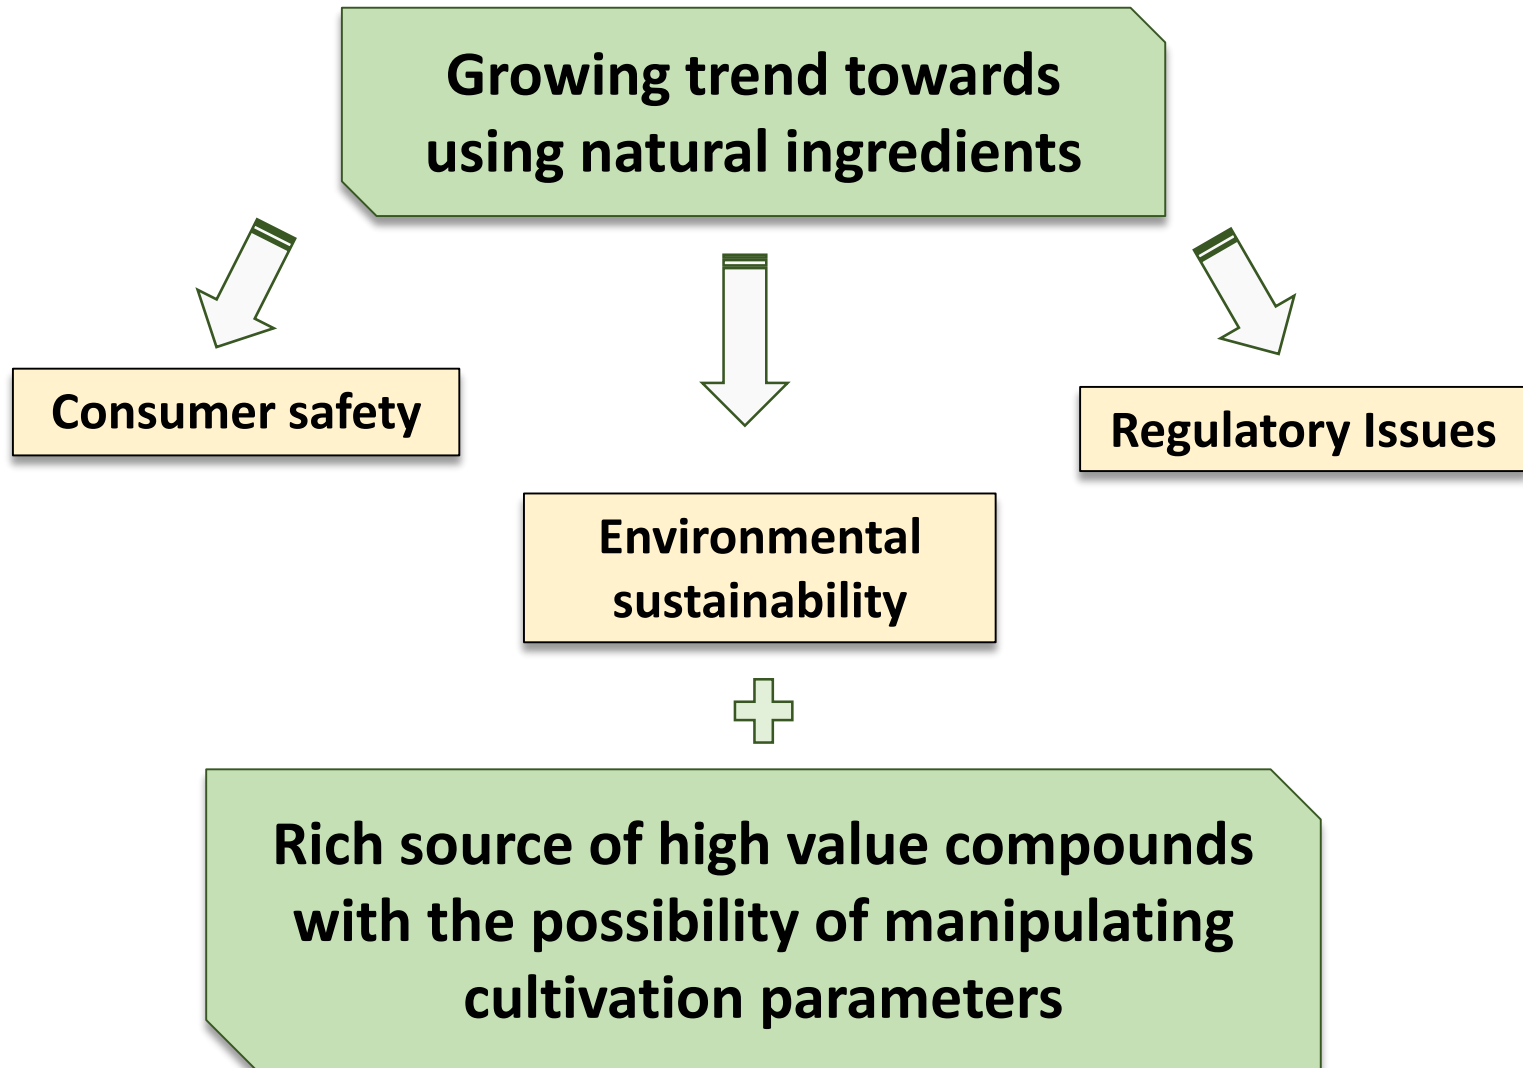 Growing trend towards
using natural ingredients
Consumer safety
Regulatory Issues
Environmental
sustainability
Rich source of high value compounds
with the possibility of manipulating
cultivation parameters